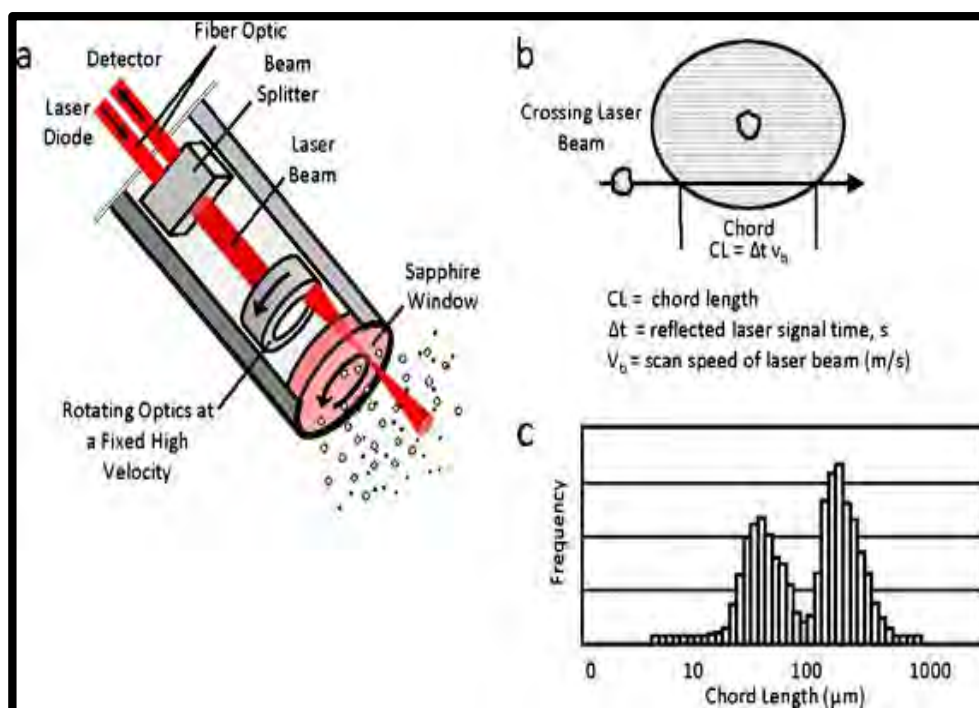 a
Fiber Optic
Detector
Beam
Splitter
Laser
Diode
Laser
Beam
Sapphire
Window
Rotating Optics at
a Fixed High
Velocity
b
Crossing Laser
Beam
Chord
CL = Δt v_b
CL = chord length
Δt = reflected laser signal time, s
V_b = scan speed of laser beam (m/s)
c
Frequency
0 10 100 1000
Chord Length (µm)